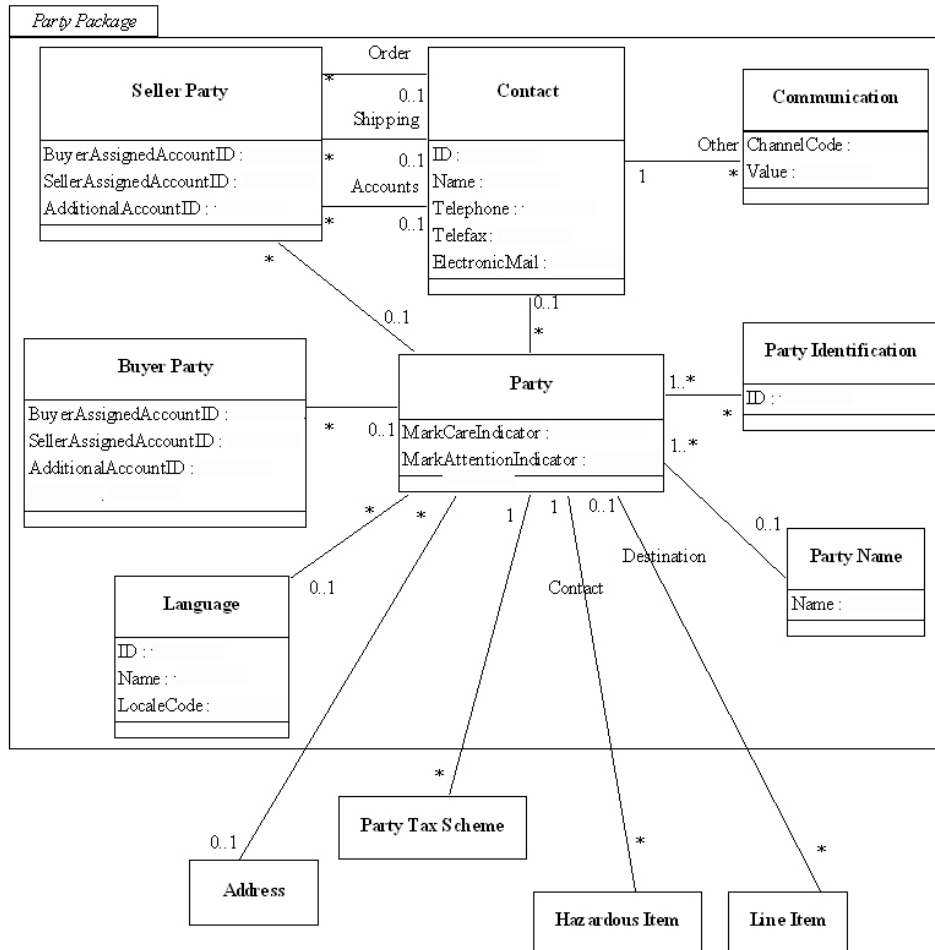 Party Package
Order
Seller Party
Contact
Communication
*
0..1
Shipping
BuyerAssignedAccountID :
SellerAssignedAccountID :
AdditionalAccountID :
*
0..1
Accounts
*
0..1
ID :
Name :
Telephone :
Telefax :
ElectronicMail :
Other
1
*
ChannelCode :
Value :
*
0..1
0..1
*
Buyer Party
BuyerAssignedAccountID :
SellerAssignedAccountID :
AdditionalAccountID :
*
0..1
Party
MarkCareIndicator :
MarkAttentionIndicator :
1..*
*
Party Identification
ID :
1..*
0..1
Party Name
Name :
*
*
1
1
0..1
0..1
Destination
Contact
Language
ID :
Name :
LocaleCode :
*
0..1
Party Tax Scheme
*
*
Address
Hazardous Item
Line Item